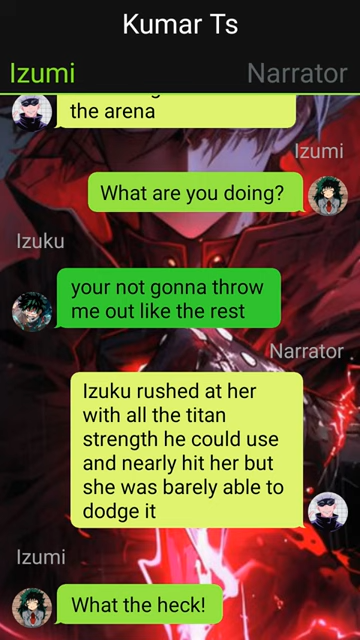 Kumar Ts
Izumi
Narrator
the arena
Izumi
What are you doing?
Izuku
your not gonna throw
me out like the rest
Narrator
Izuku rushed at her
with all the titan
strength he could use
and nearly hit her but
she was barely able to
dodge it
Izumi
What the heck!